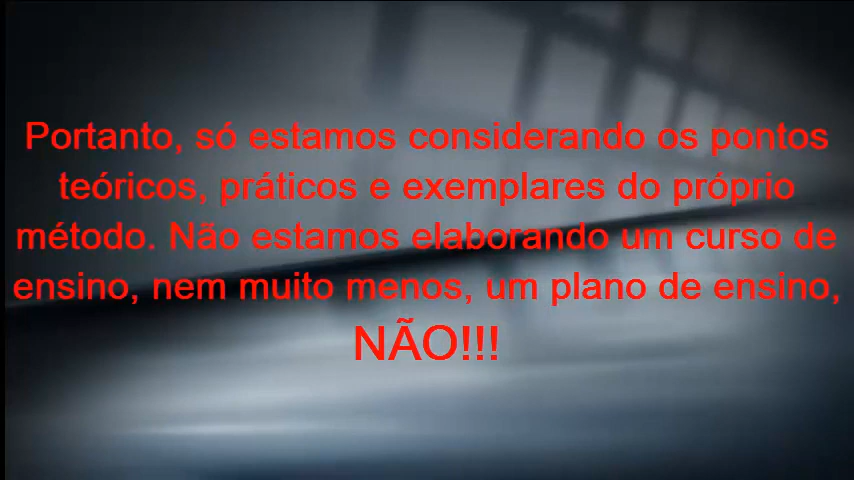 Portanto, só estamos considerando os pontos
teóricos, práticos e exemplares do próprio
método. Não estamos elaborando um curso de
ensino, nem muito menos, um plano de ensino,
NÃO!!!